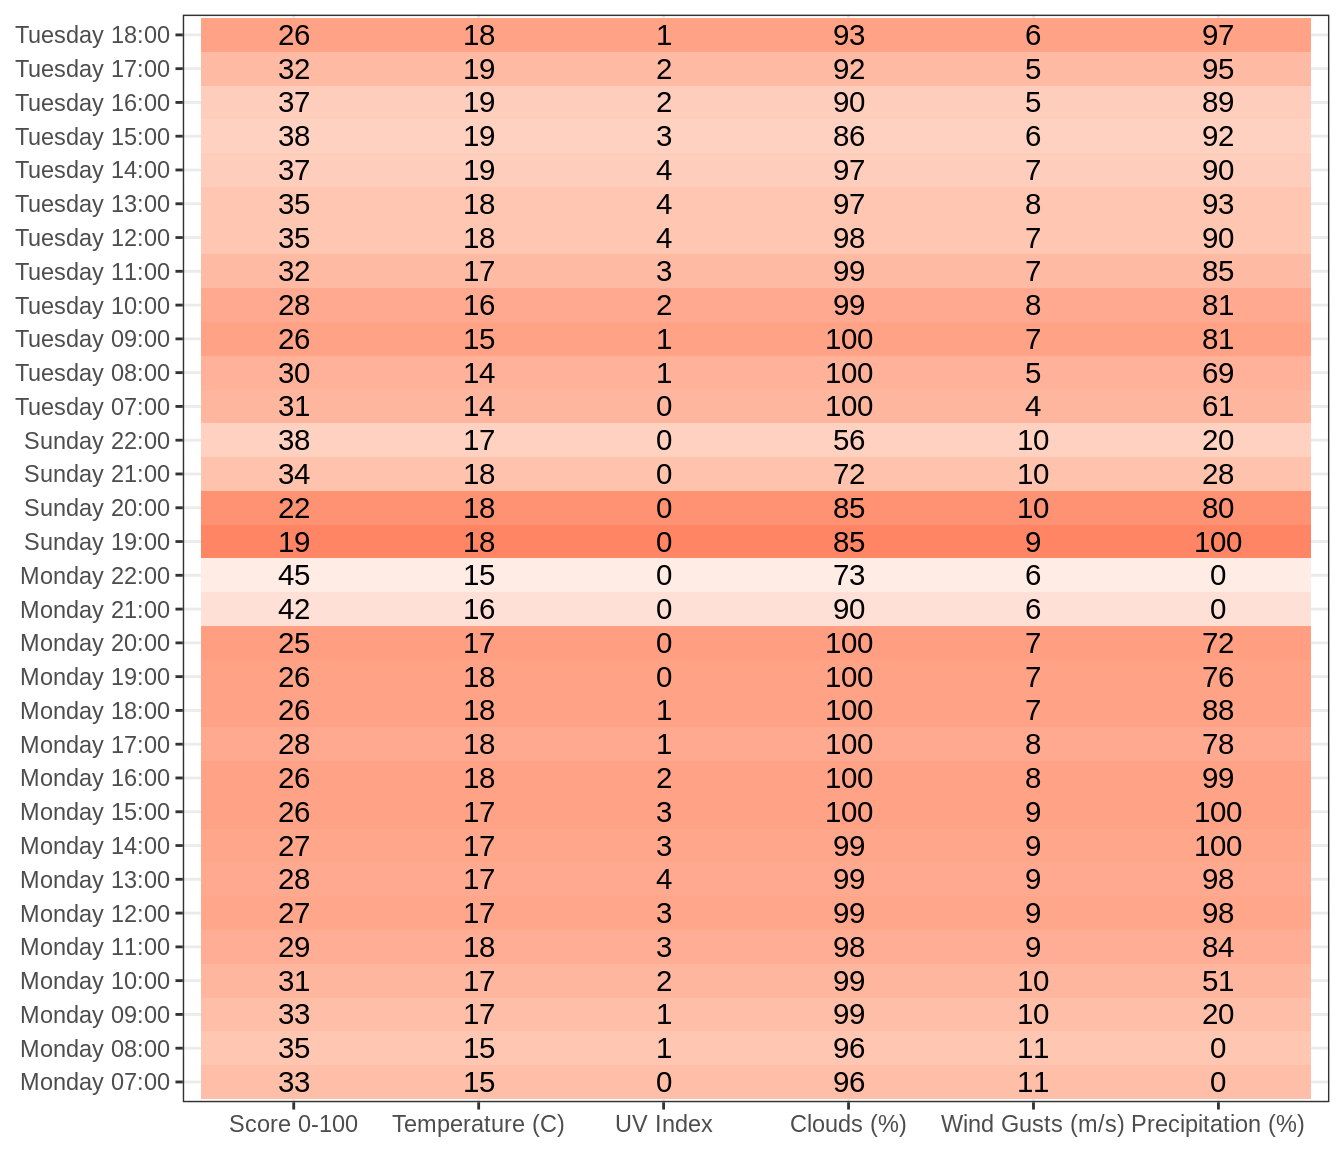 Tuesday 18:00 26 18 1 93 6 97
Tuesday 17:00 32 19 2 92 5 95
Tuesday 16:00 37 19 2 90 5 89
Tuesday 15:00 38 19 3 86 6 92
Tuesday 14:00 37 19 4 97 7 90
Tuesday 13:00 35 18 4 97 8 93
Tuesday 12:00 35 18 4 98 7 90
Tuesday 11:00 32 17 3 99 7 85
Tuesday 10:00 28 16 2 99 8 81
Tuesday 09:00 26 15 1 100 7 81
Tuesday 08:00 30 14 1 100 5 69
Tuesday 07:00 31 14 0 100 4 61
Sunday 22:00 38 17 0 56 10 20
Sunday 21:00 34 18 0 72 10 28
Sunday 20:00 22 18 0 85 10 80
Sunday 19:00 19 18 0 85 9 100
Monday 22:00 45 15 0 73 6 0
Monday 21:00 42 16 0 90 6 0
Monday 20:00 25 17 0 100 7 72
Monday 19:00 26 18 0 100 7 76
Monday 18:00 26 18 1 100 7 88
Monday 17:00 28 18 1 100 8 78
Monday 16:00 26 18 2 100 8 99
Monday 15:00 26 17 3 100 9 100
Monday 14:00 27 17 3 99 9 100
Monday 13:00 28 17 4 99 9 98
Monday 12:00 27 17 3 99 9 98
Monday 11:00 29 18 3 98 9 84
Monday 10:00 31 17 2 99 10 51
Monday 09:00 33 17 1 99 10 20
Monday 08:00 35 15 1 96 11 0
Monday 07:00 33 15 0 96 11 0
Score 0-100 Temperature (C) UV Index Clouds (%) Wind Gusts (m/s) Precipitation (%)